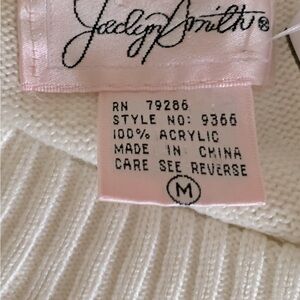 Jaclyn Smith ®
RN 79286
STYLE NO: 9366
100% ACRYLIC
MADE IN CHINA
CARE SEE REVERSE
M